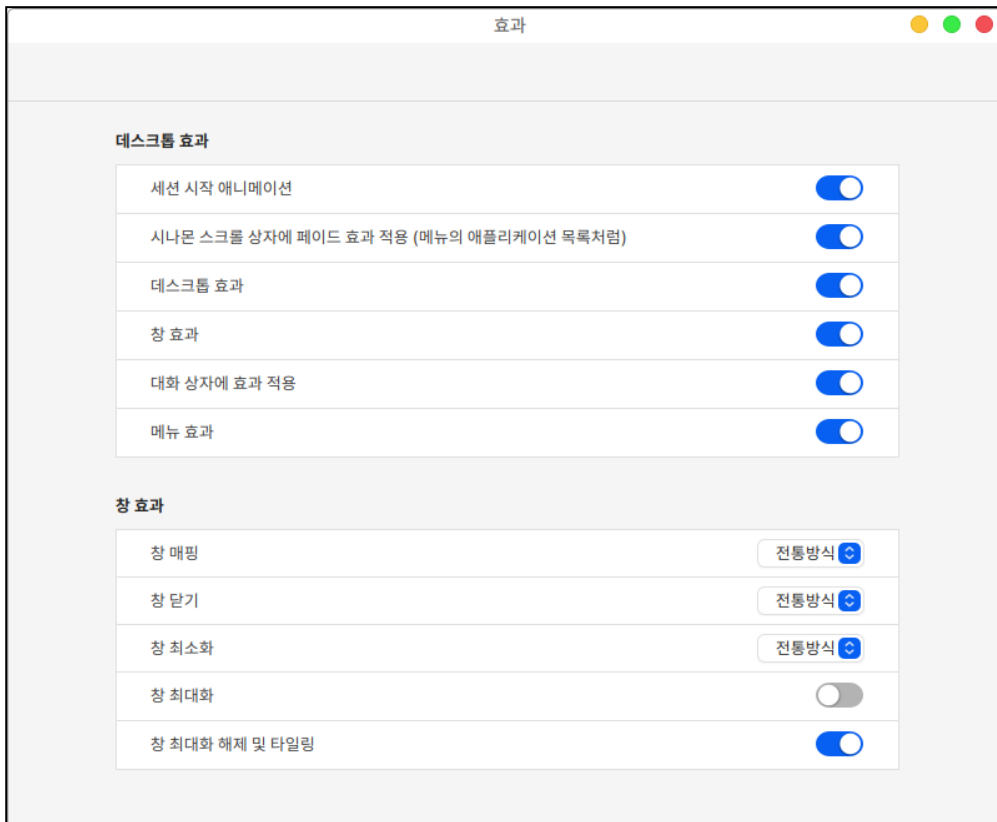 효과
데스크톱 효과
세션 시작 애니메이션
시나몬 스크롤 상자에 페이드 효과 적용 (메뉴의 애플리케이션 목록처럼)
데스크톱 효과
창 효과
대화 상자에 효과 적용
메뉴 효과
창 효과
창 매핑 전통방식
창 닫기 전통방식
창 최소화 전통방식
창 최대화
창 최대화 해제 및 타일링